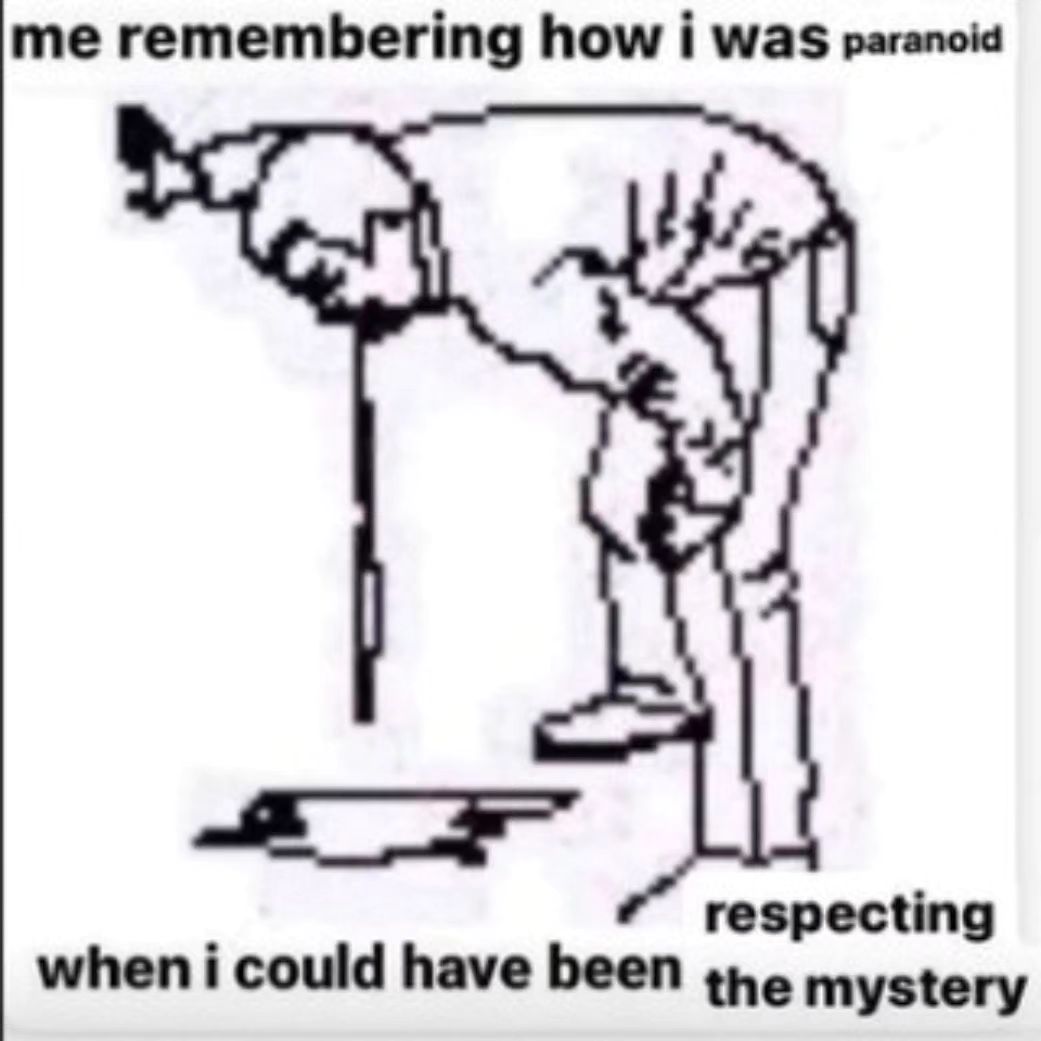 me remembering how i was paranoid
when i could have been respecting
the mystery